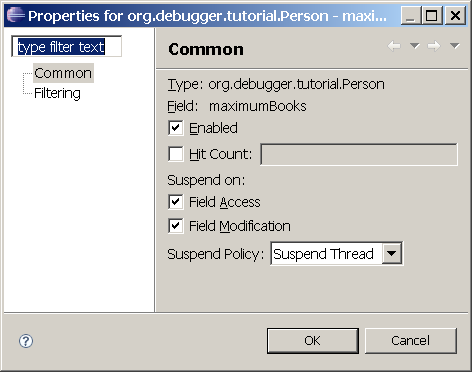 Properties for org.debugger.tutorial.Person - maxi...
type filter text
Common
Filtering
Common
Type: org.debugger.tutorial.Person
Field: maximumBooks
Enabled
Hit Count:
Suspend on:
Field Access
Field Modification
Suspend Policy: Suspend Thread
?
OK Cancel